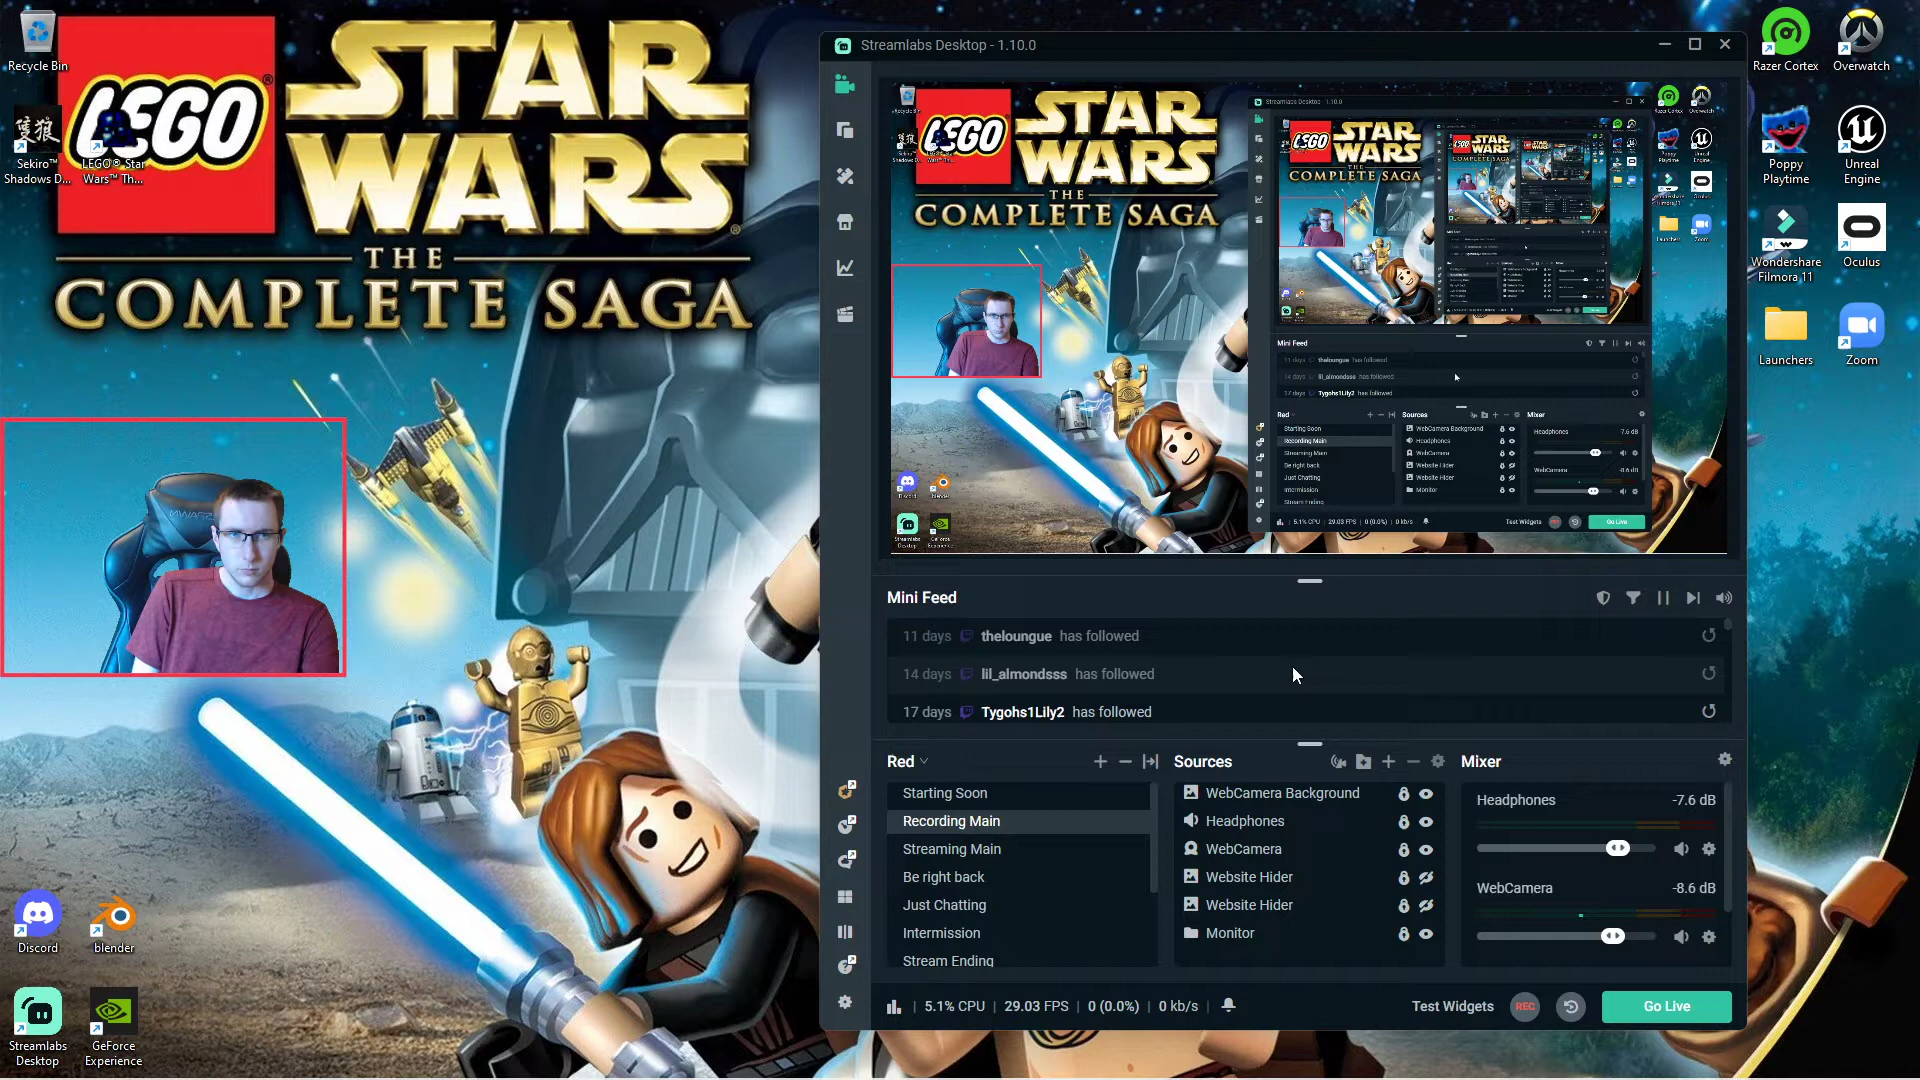 Recycle Bin
Sekiro™
Shadows D...
LEGO® Star
Wars™ Th...
LEGO
STAR
WARS
THE
COMPLETE SAGA
Discord
blender
Streamlabs
Desktop
GeForce
Experience
Streamlabs Desktop - 1.10.0
Mini Feed
11 days theloungue has followed
14 days lil_almondsss has followed
17 days Tygohs1Lily2 has followed
Red
Starting Soon
Recording Main
Streaming Main
Be right back
Just Chatting
Intermission
Stream Ending
Sources
WebCamera Background
Headphones
WebCamera
Website Hider
Website Hider
Monitor
Mixer
Headphones -7.6 dB
WebCamera -8.6 dB
5.1% CPU | 29.03 FPS | 0 (0.0%) | 0 kb/s |
Test Widgets
REC
Go Live
Razer Cortex
Overwatch
Poppy
Playtime
Unreal
Engine
Wondershare
Filmora 11
Oculus
Launchers
Zoom